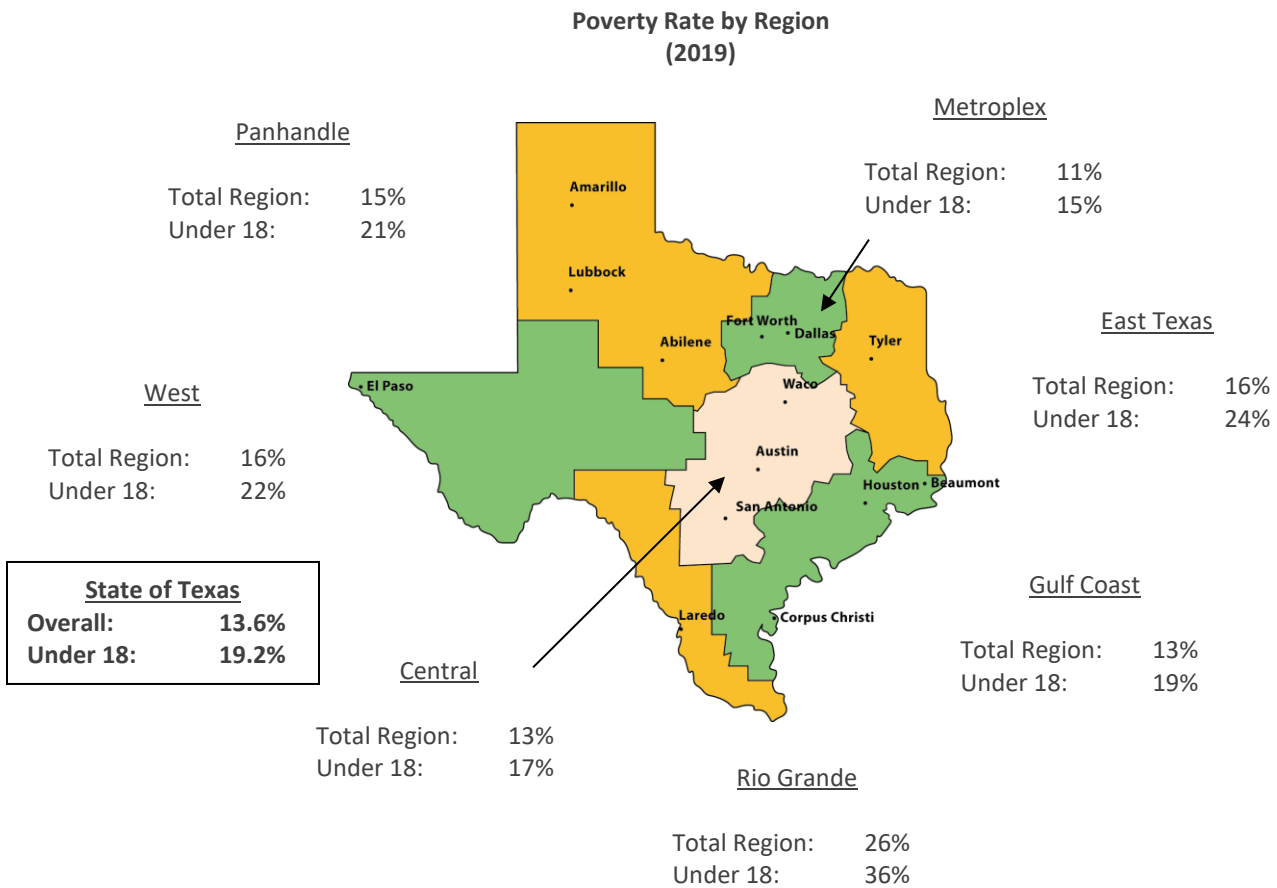 Poverty Rate by Region
(2019)
Panhandle
Total Region: 15%
Under 18: 21%
Metroplex
Total Region: 11%
Under 18: 15%
East Texas
Total Region: 16%
Under 18: 24%
West
Total Region: 16%
Under 18: 22%
State of Texas
Overall: 13.6%
Under 18: 19.2%
Central
Total Region: 13%
Under 18: 17%
Gulf Coast
Total Region: 13%
Under 18: 19%
Rio Grande
Total Region: 26%
Under 18: 36%
Amarillo
Lubbock
Abilene
Fort Worth
Dallas
Tyler
El Paso
Waco
Austin
San Antonio
Houston
Beaumont
Laredo
Corpus Christi